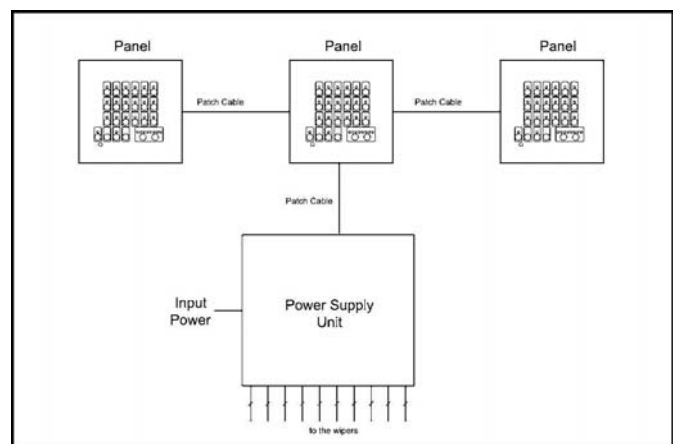 Panel
Panel
Panel
Patch Cable
Patch Cable
Patch Cable
Input
Power
Power Supply
Unit
to the wipers